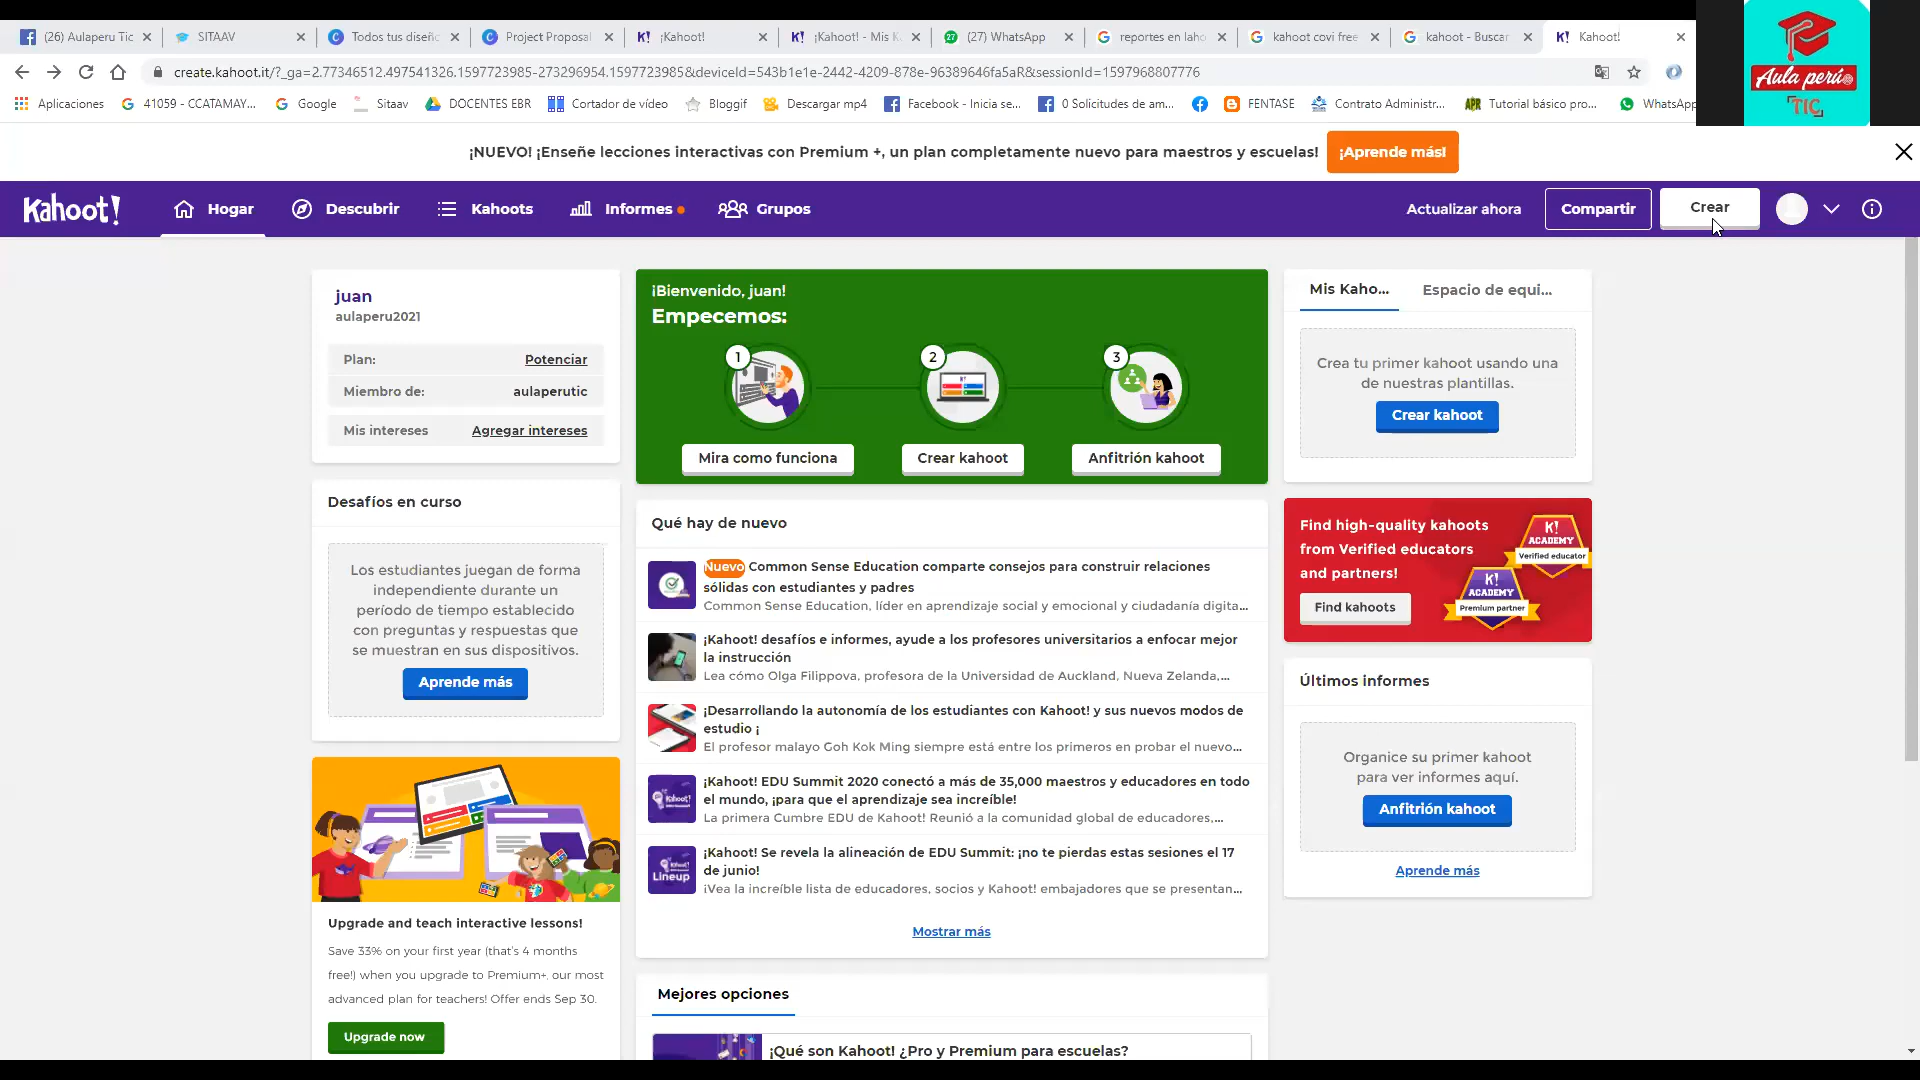 (26) Aulaperu Tic
SITAAV
Todos tus diseñ
Project Proposal
¡Kahoot!
¡Kahoot! - Mis K
(27) WhatsApp
reportes en laho
kahoot covi free
kahoot - Buscar
Kahoot!
create.kahoot.it/?_ga=2.77346512.497541326.1597723985-273296954.1597723985&deviceId=543b1e1e-2442-4209-878e-96389646fa5aR&sessionId=1597968807776
Aplicaciones
41059 - CCATAMAY...
Google
Sitaav
DOCENTES EBR
Cortador de vídeo
Bloggif
Descargar mp4
Facebook - Inicia se...
0 Solicitudes de am...
FENTASE
Contrato Administr...
Tutorial básico pro...
WhatsApp
Aula perú
TIC
¡NUEVO! ¡Enseñe lecciones interactivas con Premium +, un plan completamente nuevo para maestros y escuelas!
¡Aprende más!
Kahoot!
Hogar
Descubrir
Kahoots
Informes
Grupos
Actualizar ahora
Compartir
Crear
juan
aulaperu2021
Plan: Potenciar
Miembro de: aulaperutic
Mis intereses Agregar intereses
Desafíos en curso
Los estudiantes juegan de forma
independiente durante un
período de tiempo establecido
con preguntas y respuestas que
se muestran en sus dispositivos.
Aprende más
Upgrade and teach interactive lessons!
Save 33% on your first year (that's 4 months
free!) when you upgrade to Premium+, our most
advanced plan for teachers! Offer ends Sep 30.
Upgrade now
¡Bienvenido, juan!
Empecemos:
1
2
3
Mira como funciona
Crear kahoot
Anfitrión kahoot
Qué hay de nuevo
Nuevo Common Sense Education comparte consejos para construir relaciones
sólidas con estudiantes y padres
Common Sense Education, líder en aprendizaje social y emocional y ciudadanía digita...
¡Kahoot! desafíos e informes, ayude a los profesores universitarios a enfocar mejor
la instrucción
Lea cómo Olga Filippova, profesora de la Universidad de Auckland, Nueva Zelanda,...
¡Desarrollando la autonomía de los estudiantes con Kahoot! y sus nuevos modos de
estudio ¡
El profesor malayo Goh Kok Ming siempre está entre los primeros en probar el nuevo...
¡Kahoot! EDU Summit 2020 conectó a más de 35,000 maestros y educadores en todo
el mundo, ¡para que el aprendizaje sea increíble!
La primera Cumbre EDU de Kahoot! Reunió a la comunidad global de educadores,...
Lineup
¡Kahoot! Se revela la alineación de EDU Summit: ¡no te pierdas estas sesiones el 17
de junio!
¡Vea la increíble lista de educadores, socios y Kahoot! embajadores que se presentan...
Mostrar más
Mejores opciones
¡Qué son Kahoot! ¿Pro y Premium para escuelas?
Mis Kaho...
Espacio de equi...
Crea tu primer kahoot usando una
de nuestras plantillas.
Crear kahoot
Find high-quality kahoots
from Verified educators
and partners!
Find kahoots
K!
ACADEMY
Verified educator
K!
ACADEMY
Premium partner
Últimos informes
Organice su primer kahoot
para ver informes aquí.
Anfitrión kahoot
Aprende más